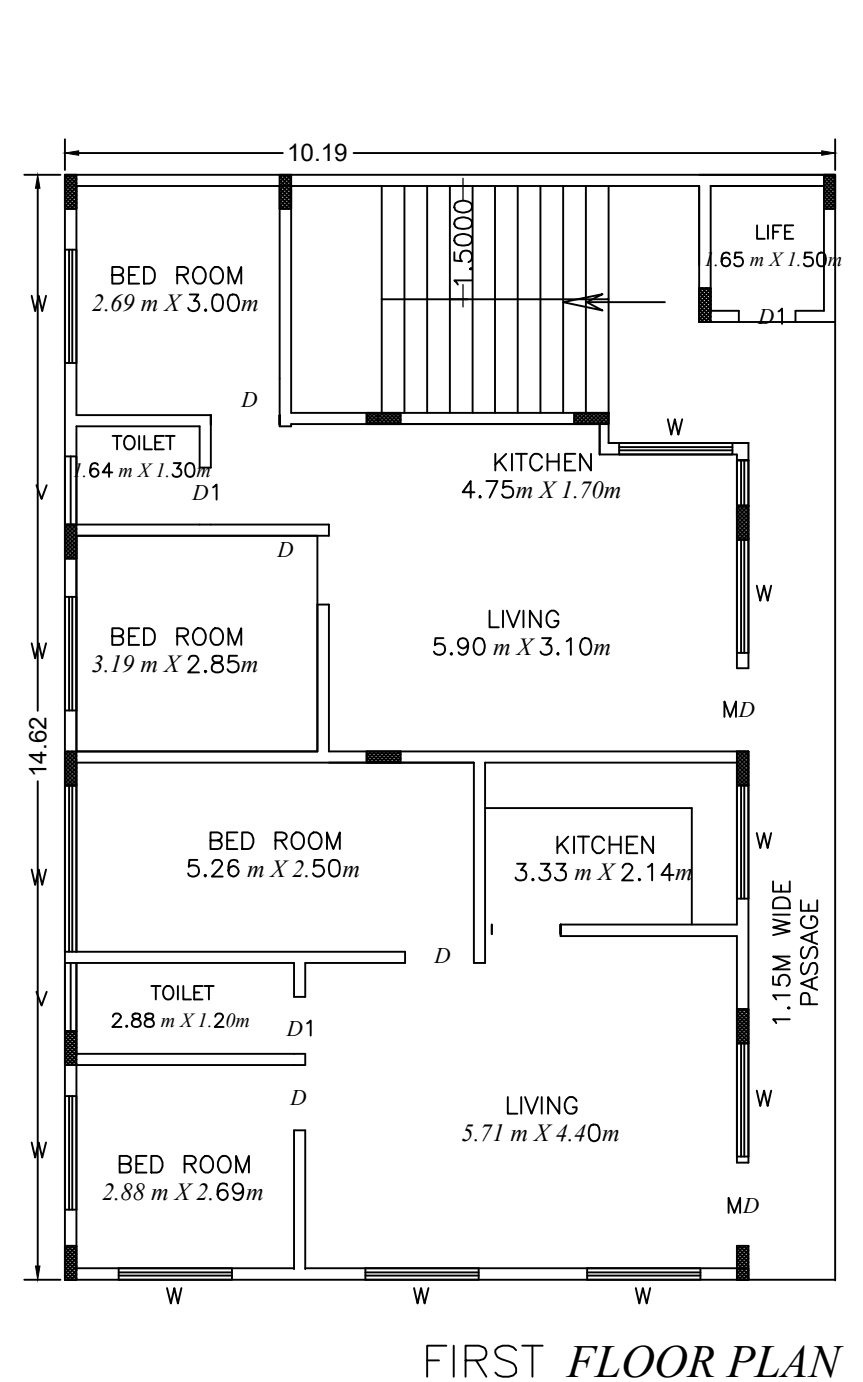 10.19
1.5000
LIFE
1.65 m X 1.50m
D1
BED ROOM
2.69 m X 3.00m
W
D
W
TOILET
1.64 m X 1.30m
D1
V
KITCHEN
4.75m X 1.70m
D
BED ROOM
3.19 m X 2.85m
W
LIVING
5.90 m X 3.10m
W
MD
14.62
BED ROOM
5.26 m X 2.50m
W
KITCHEN
3.33 m X 2.14m
W
1.15M WIDE
PASSAGE
D
TOILET
2.88 m X 1.20m
V
D1
D
LIVING
5.71 m X 4.40m
W
BED ROOM
2.88 m X 2.69m
W
MD
W
W
W
FIRST FLOOR PLAN